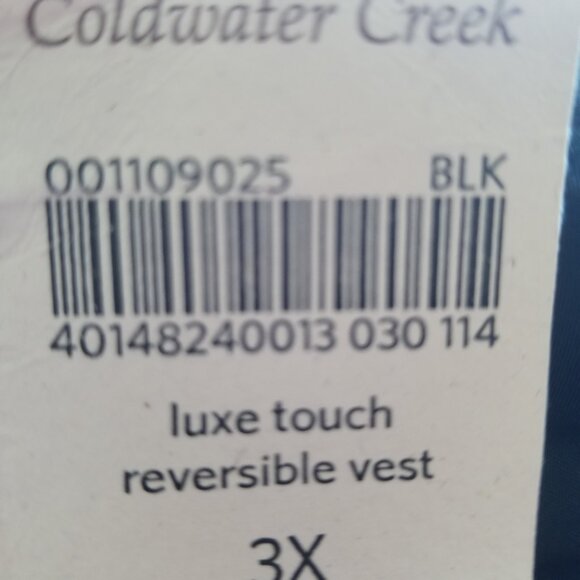 Coldwater Creek
001109025 BLK
40148240013 030 114
luxe touch
reversible vest
3X